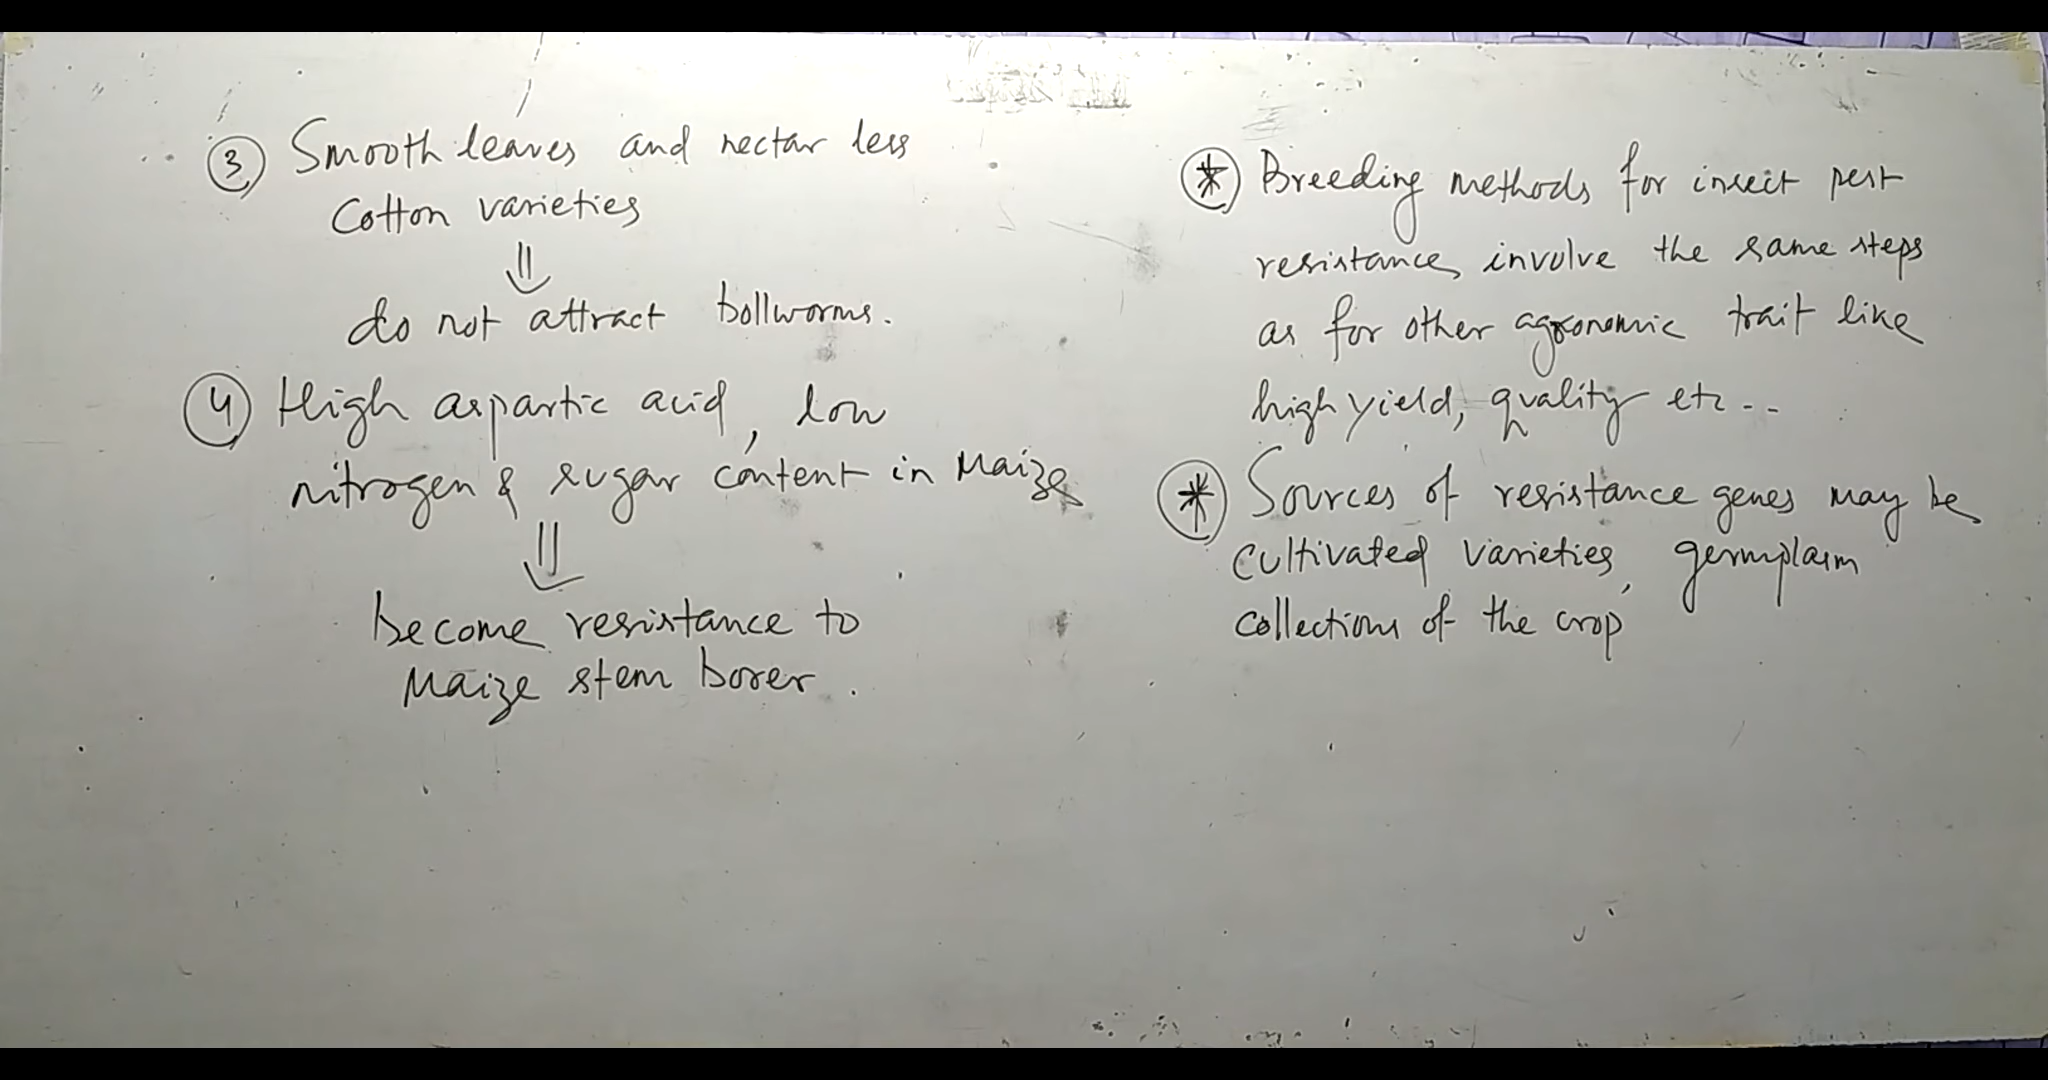 ③ Smooth leaves and nectar less
Cotton varieties
⇓
do not attract bollworms.
④ High aspartic acid, low
nitrogen & sugar content in Maize
⇓
become resistance to
Maize stem borer.
* Breeding methods for insect pest
resistance, involve the same steps
as for other agronomic trait like
high yield, quality etc..
* Sources of resistance genes may be
cultivated varieties, germplasm
collections of the crop